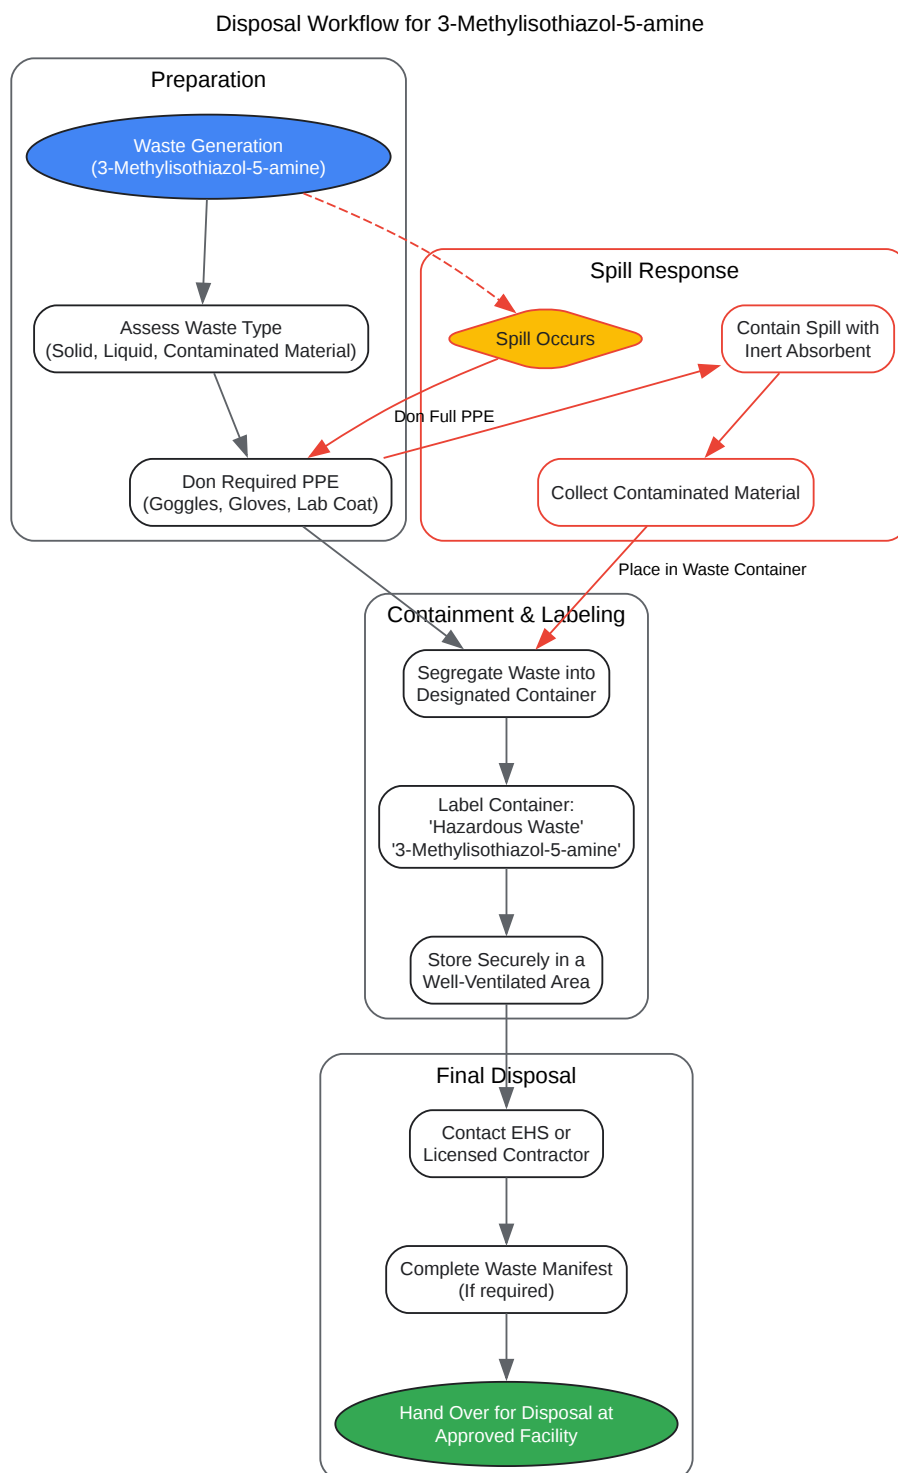 Disposal Workflow for 3-Methylisothiazol-5-amine
Preparation
Waste Generation
(3-Methylisothiazol-5-amine)
Assess Waste Type
(Solid, Liquid, Contaminated Material)
Don Required PPE
(Goggles, Gloves, Lab Coat)
Spill Response
Spill Occurs
Don Full PPE
Contain Spill with
Inert Absorbent
Collect Contaminated Material
Place in Waste Container
Containment & Labeling
Segregate Waste into
Designated Container
Label Container:
'Hazardous Waste'
'3-Methylisothiazol-5-amine'
Store Securely in a
Well-Ventilated Area
Final Disposal
Contact EHS or
Licensed Contractor
Complete Waste Manifest
(If required)
Hand Over for Disposal at
Approved Facility